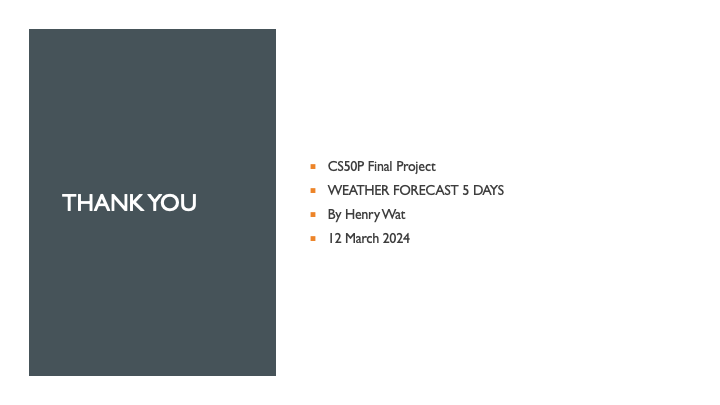 THANK YOU
CS50P Final Project
WEATHER FORECAST 5 DAYS
By Henry Wat
12 March 2024